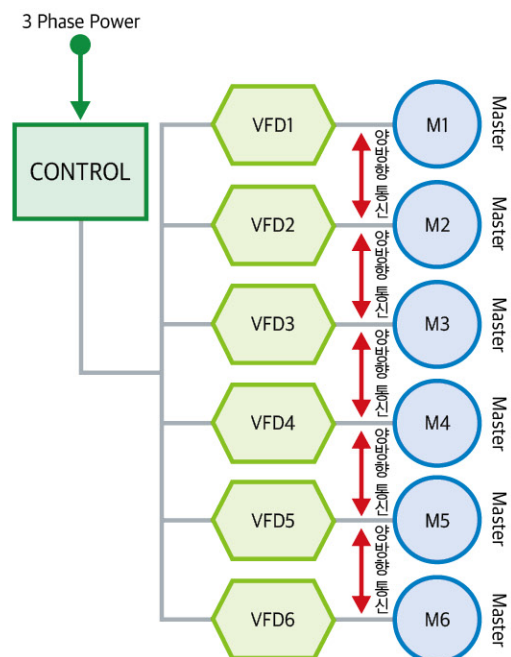 3 Phase Power
CONTROL
VFD1
M1
Master
양방향 통신
VFD2
M2
Master
양방향 통신
VFD3
M3
Master
양방향 통신
VFD4
M4
Master
양방향 통신
VFD5
M5
Master
양방향 통신
VFD6
M6
Master